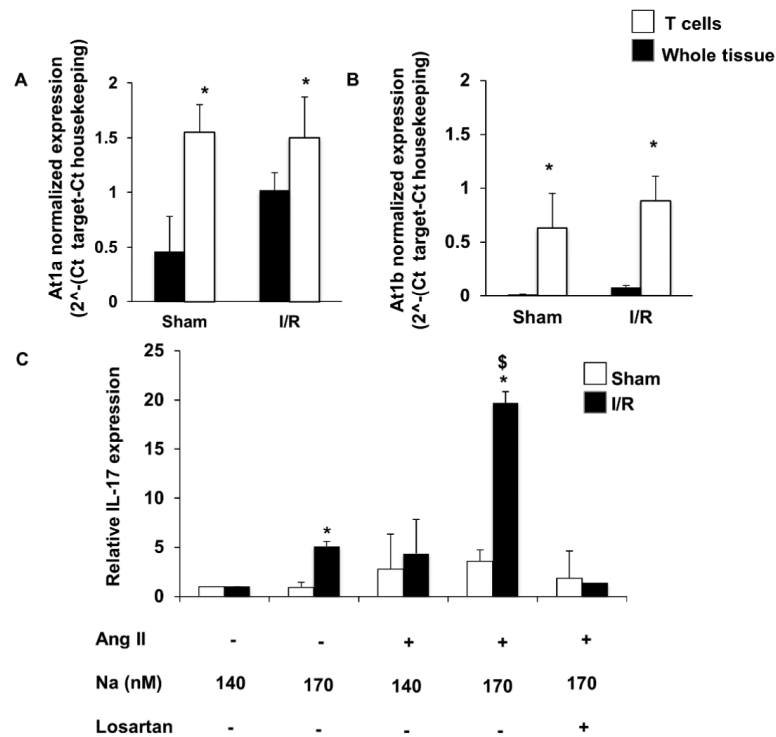 T cells
Whole tissue
A
B
At1a normalized expression
(2^-(Ct target-Ct housekeeping)
2
1.5
1
0.5
0
*
*
Sham
I/R
At1b normalized expression
(2^-(Ct target-Ct housekeeping)
2
1.5
1
0.5
0
*
*
Sham
I/R
C
Relative IL-17 expression
25
20
15
10
5
0
*
$
*
Sham
I/R
Ang II - - + + +
Na (nM) 140 170 140 170 170
Losartan - - - - +